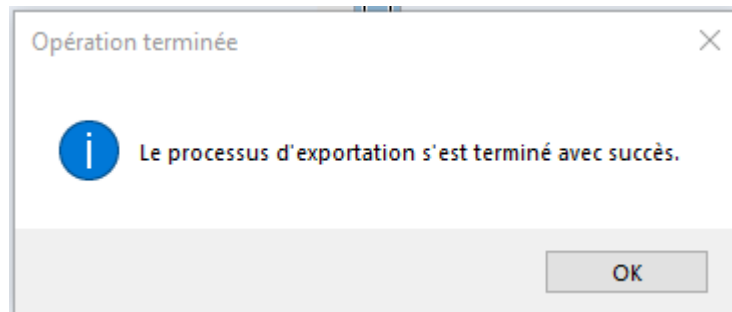 Opération terminée
Le processus d'exportation s'est terminé avec succès.
OK